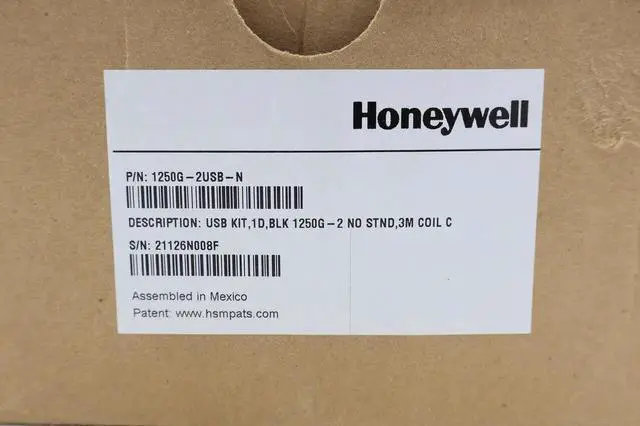 Honeywell
P/N: 1250G-2USB-N
DESCRIPTION: USB KIT,1D,BLK 1250G-2 NO STND,3M COIL C
S/N: 21126N008F
Assembled in Mexico
Patent: www.hsmpats.com